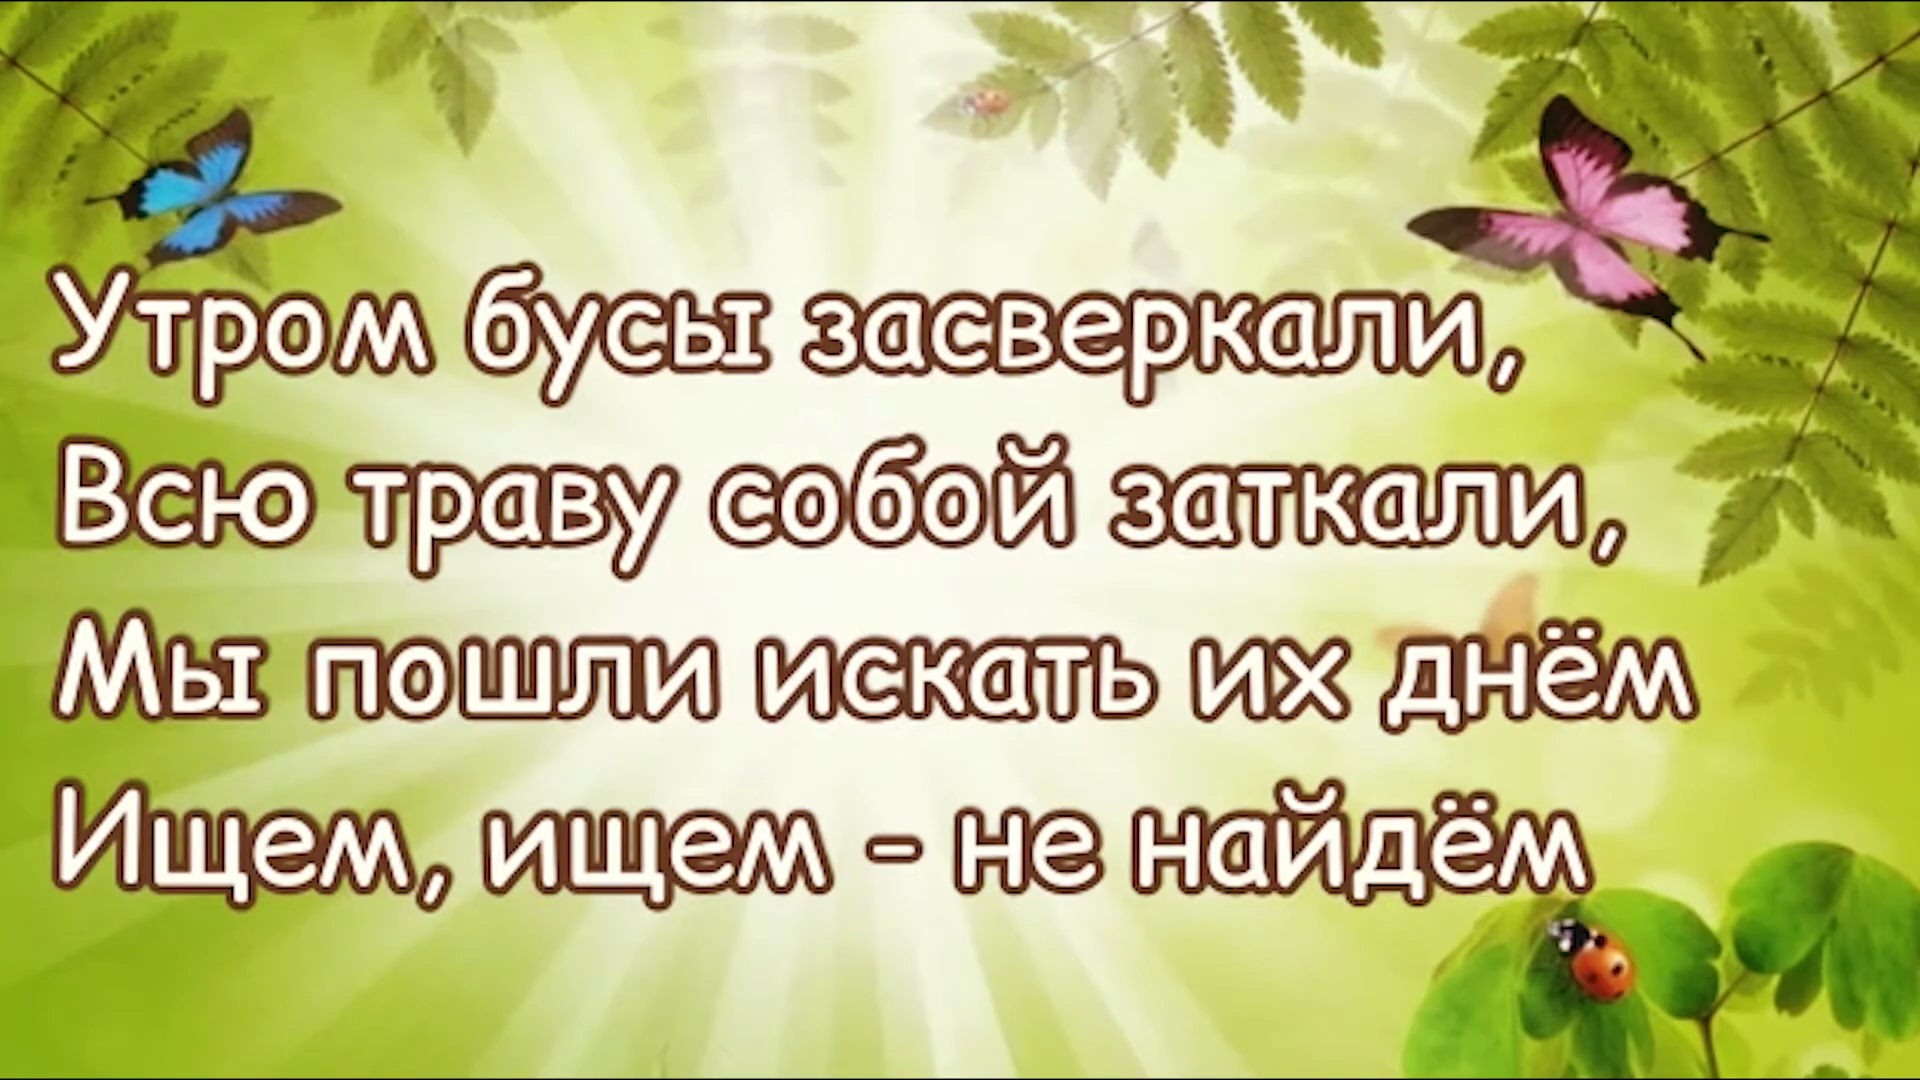 Утром бусы засверкали,
Всю траву собой заткали,
Мы пошли искать их днём
Ищем, ищем - не найдём